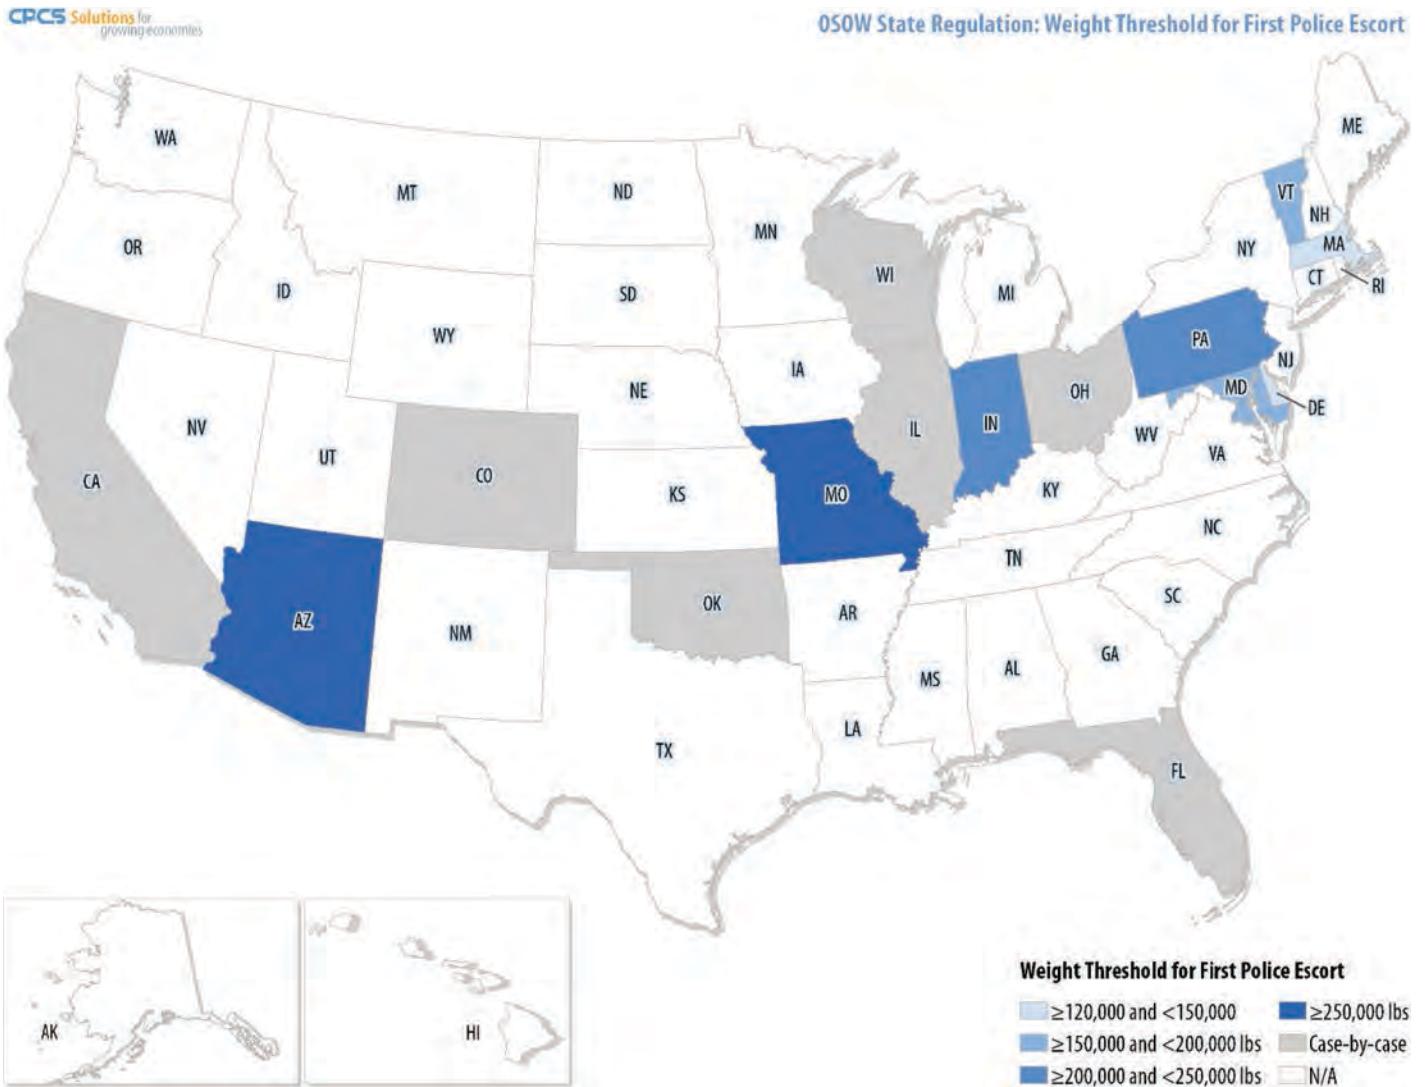 CPCS Solutions for
growing economies
OSOW State Regulation: Weight Threshold for First Police Escort
ME
WA
VT
MT
ND
NH
MN
MA
OR
NY
WI
CT
ID
SD
MI
RI
WY
PA
IA
NJ
NE
MD
OH
DE
NV
IL
IN
WV
UT
VA
CA
CO
KS
MO
KY
NC
TN
SC
OK
AR
AZ
NM
GA
AL
MS
LA
TX
FL
AK
HI
Weight Threshold for First Police Escort
≥120,000 and <150,000
≥250,000 lbs
≥150,000 and <200,000 lbs
Case-by-case
≥200,000 and <250,000 lbs
N/A